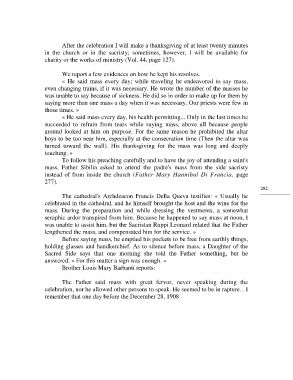 After the celebration I will make a thanksgiving of at least twenty minutes
in the church or in the sacristy; sometimes, however, I will be available for
charity or the works of ministry (Vol. 44, page 127).
We report a few evidences on how he kept his resolves.
« He said mass every day; while traveling he endeavored to say mass,
even changing trains, if it was necessary. He wrote the number of the masses he
was unable to say because of sickness. He did so in order to make up for them by
saying more than one mass a day when it was necessary. Our priests were few in
those times. »
« He said mass every day, his health permitting... Only in the last times he
succeeded to refrain from tears while saying mass, above all because people
around looked at him on purpose. For the same reason he prohibited the altar
boys to be too near him, especially at the consecration time (Then the altar was
turned toward the wall). His thanksgiving for the mass was long and deeply
touching. »
To follow his preaching carefully and to have the joy of attending a saint's
mass, Father Sibilia asked to attend the padre's mass from the side sacristy
instead of from inside the church (Father Mary Hannibal Di Francia, page
277).
202
The cathedral's Archdeacon Francis Della Queva testifies: « Usually he
celebrated in the cathedral, and he himself brought the host and the wine for the
mass. During the preparation and while dressing the vestments, a somewhat
seraphic ardor transpired from him. Because he happened to say mass at noon, I
was unable to assist him, but the Sacristan Ruppi Leonard related that the Father
lengthened the mass, and compensated him for the service. »
Before saying mass, he emptied his pockets to be free from earthly things,
holding glasses and handkerchief. As to silence before mass, a Daughter of the
Sacred Side says that one morning she told the Father something, but he
answered: « For this matter a sign was enough. »
Brother Louis Mary Barbanti reports:
The Father said mass with great fervor, never speaking during the
celebration, nor he allowed other persons to speak. He seemed to be in rapture... I
remember that one day before the December 28, 1908